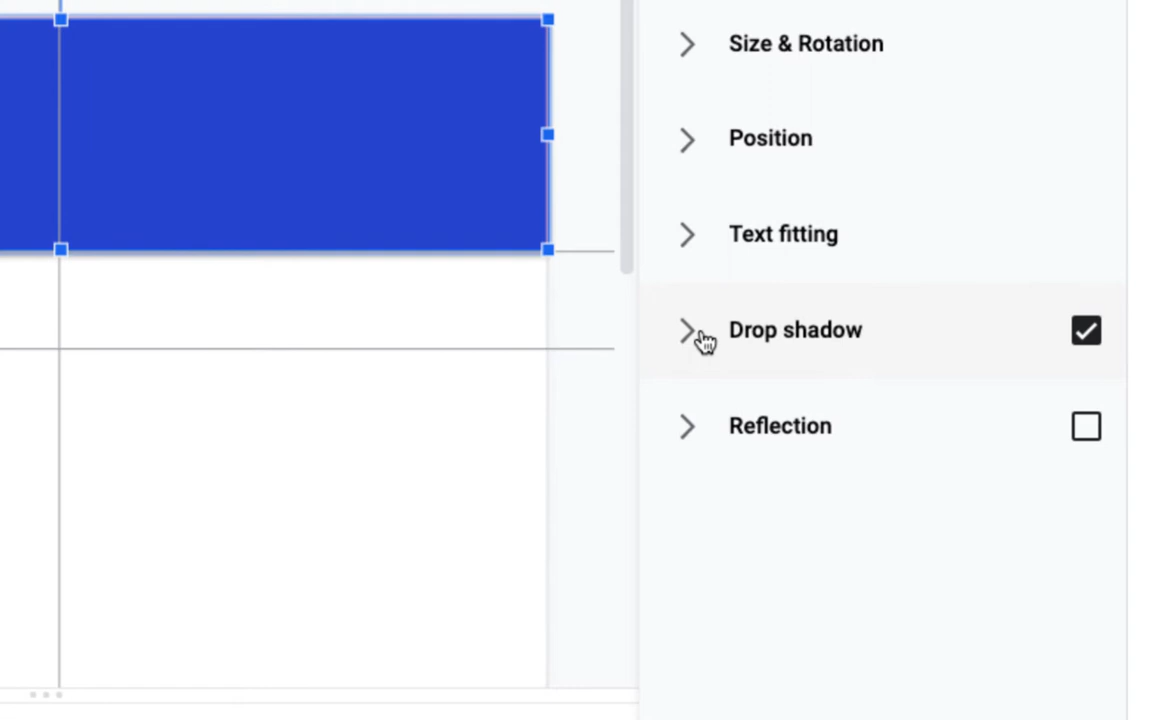 Size & Rotation
Position
Text fitting
Drop shadow
Reflection